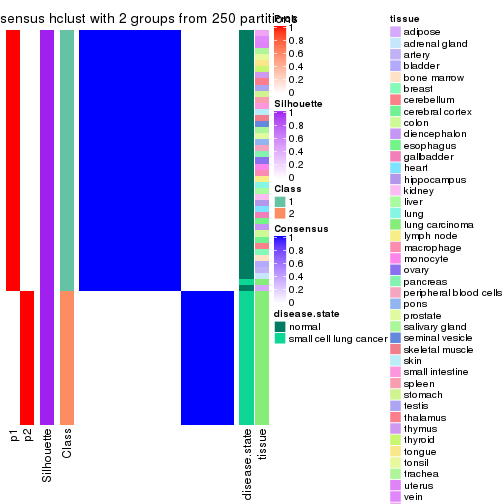 sensus hclust with 2 groups from 250 partitions
Prob
1
0.8
0.6
0.4
0.2
0
Silhouette
1
0.8
0.6
0.4
0.2
0
Class
1
2
Consensus
1
0.8
0.6
0.4
0.2
0
disease.state
normal
small cell lung cancer
tissue
adipose
adrenal gland
artery
bladder
bone marrow
breast
cerebellum
cerebral cortex
colon
diencephalon
esophagus
gallbadder
heart
hippocampus
kidney
liver
lung
lung carcinoma
lymph node
macrophage
monocyte
ovary
pancreas
peripheral blood cells
pons
prostate
salivary gland
seminal vesicle
skeletal muscle
skin
small intestine
spleen
stomach
testis
thalamus
thymus
thyroid
tongue
tonsil
trachea
uterus
vein
p1
p2
Silhouette
Class
disease.state
tissue